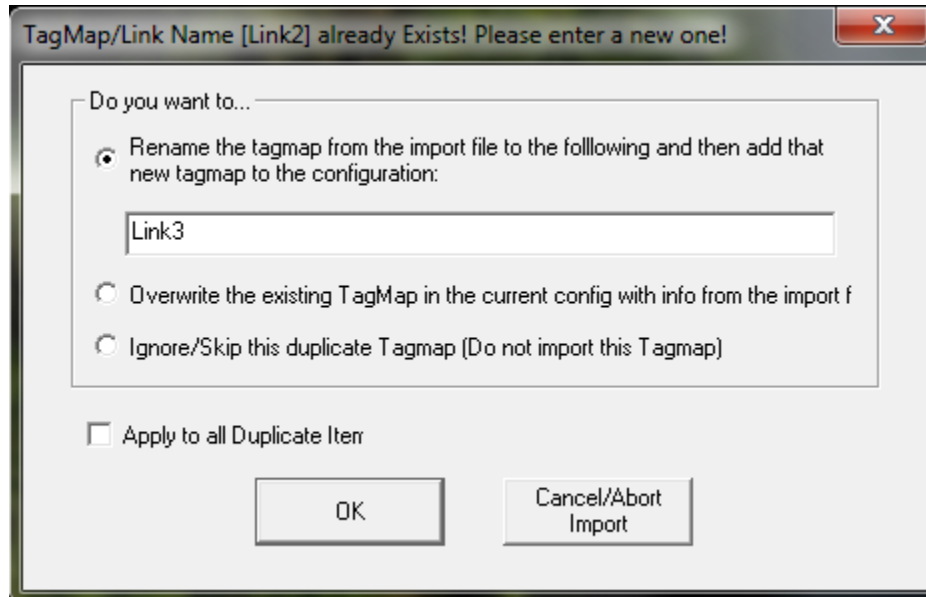 TagMap/Link Name [Link2] already Exists! Please enter a new one!
Do you want to...
Rename the tagmap from the import file to the folllowing and then add that
new tagmap to the configuration:
Link3
Overwrite the existing TagMap in the current config with info from the import f
Ignore/Skip this duplicate Tagmap (Do not import this Tagmap)
Apply to all Duplicate Iter
OK
Cancel/Abort
Import